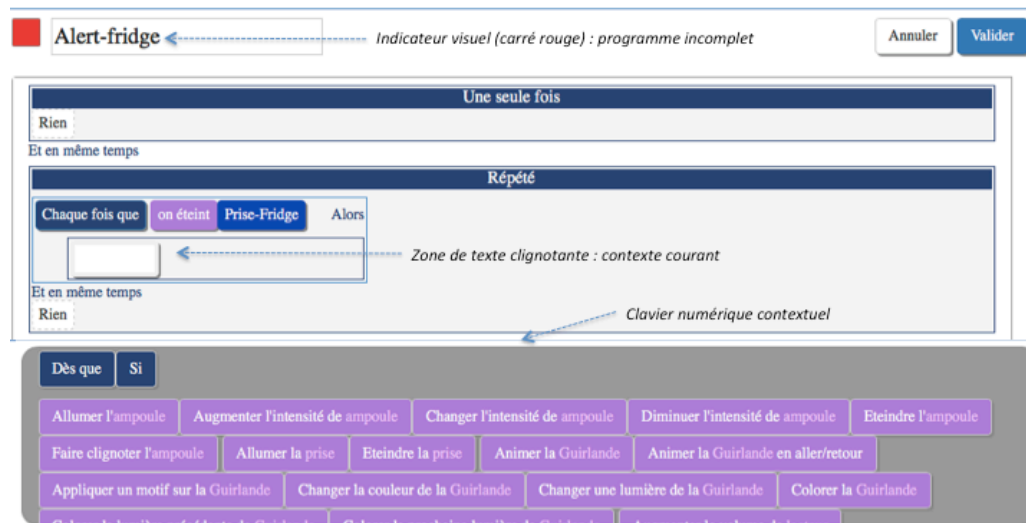 Alert-fridge
Indicateur visuel (carré rouge) : programme incomplet
Annuler
Valider
Une seule fois
Rien
Et en même temps
Répété
Chaque fois que on éteint Prise-Fridge Alors
Zone de texte clignotante : contexte courant
Et en même temps
Rien
Clavier numérique contextuel
Dès que Si
Allumer l'ampoule Augmenter l'intensité de ampoule Changer l'intensité de ampoule Diminuer l'intensité de ampoule Eteindre l'ampoule
Faire clignoter l'ampoule Allumer la prise Eteindre la prise Animer la Guirlande Animer la Guirlande en aller/retour
Appliquer un motif sur la Guirlande Changer la couleur de la Guirlande Changer une lumière de la Guirlande Colorer la Guirlande